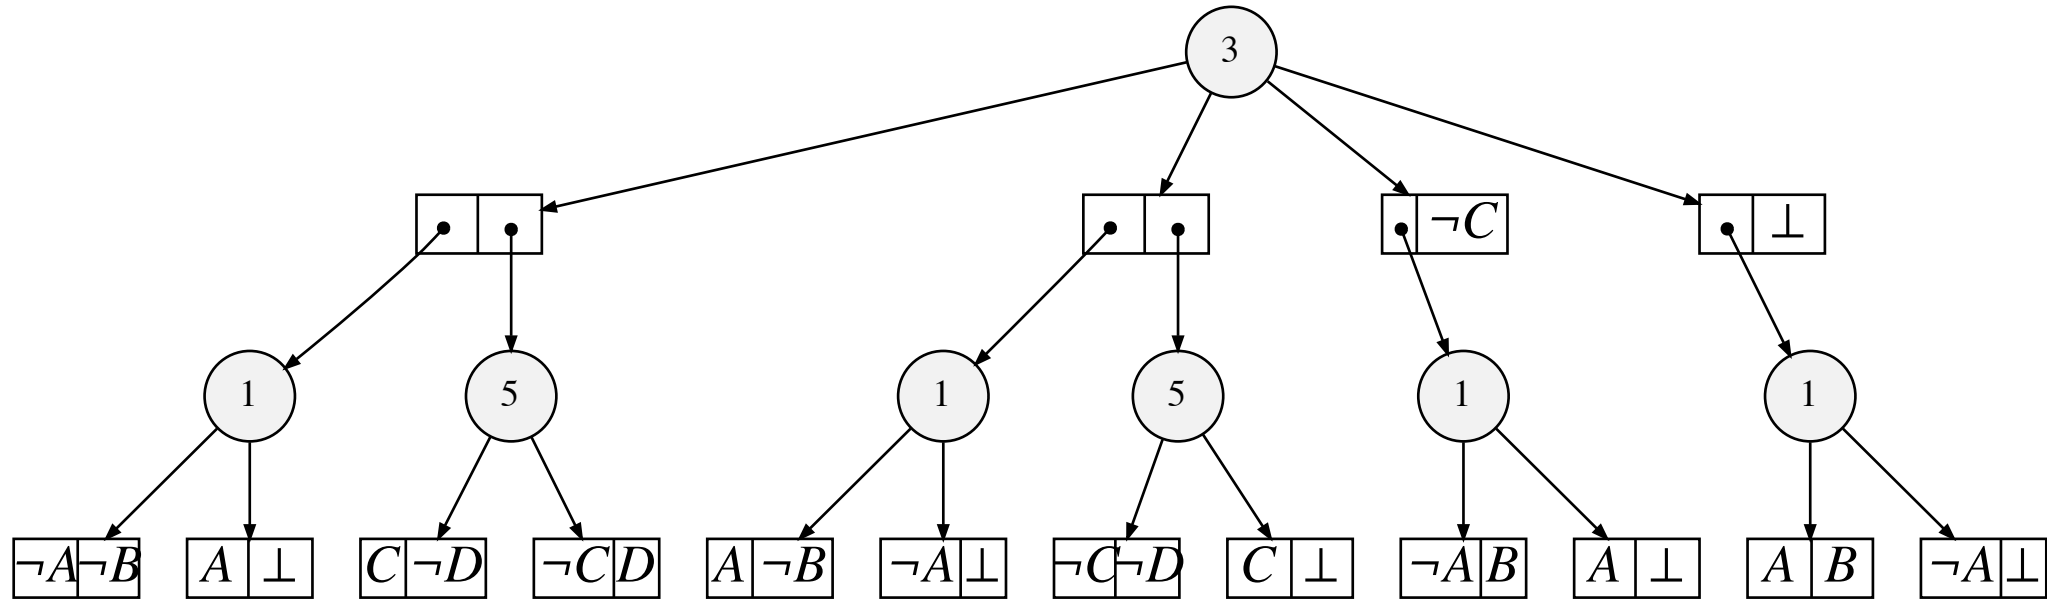 3
¬C ⊥
1 5 1 5 1 1
¬A ¬B A ⊥ C ¬D ¬C D A ¬B ¬A ⊥ ¬C ¬D C ⊥ ¬A B A ⊥ A B ¬A ⊥